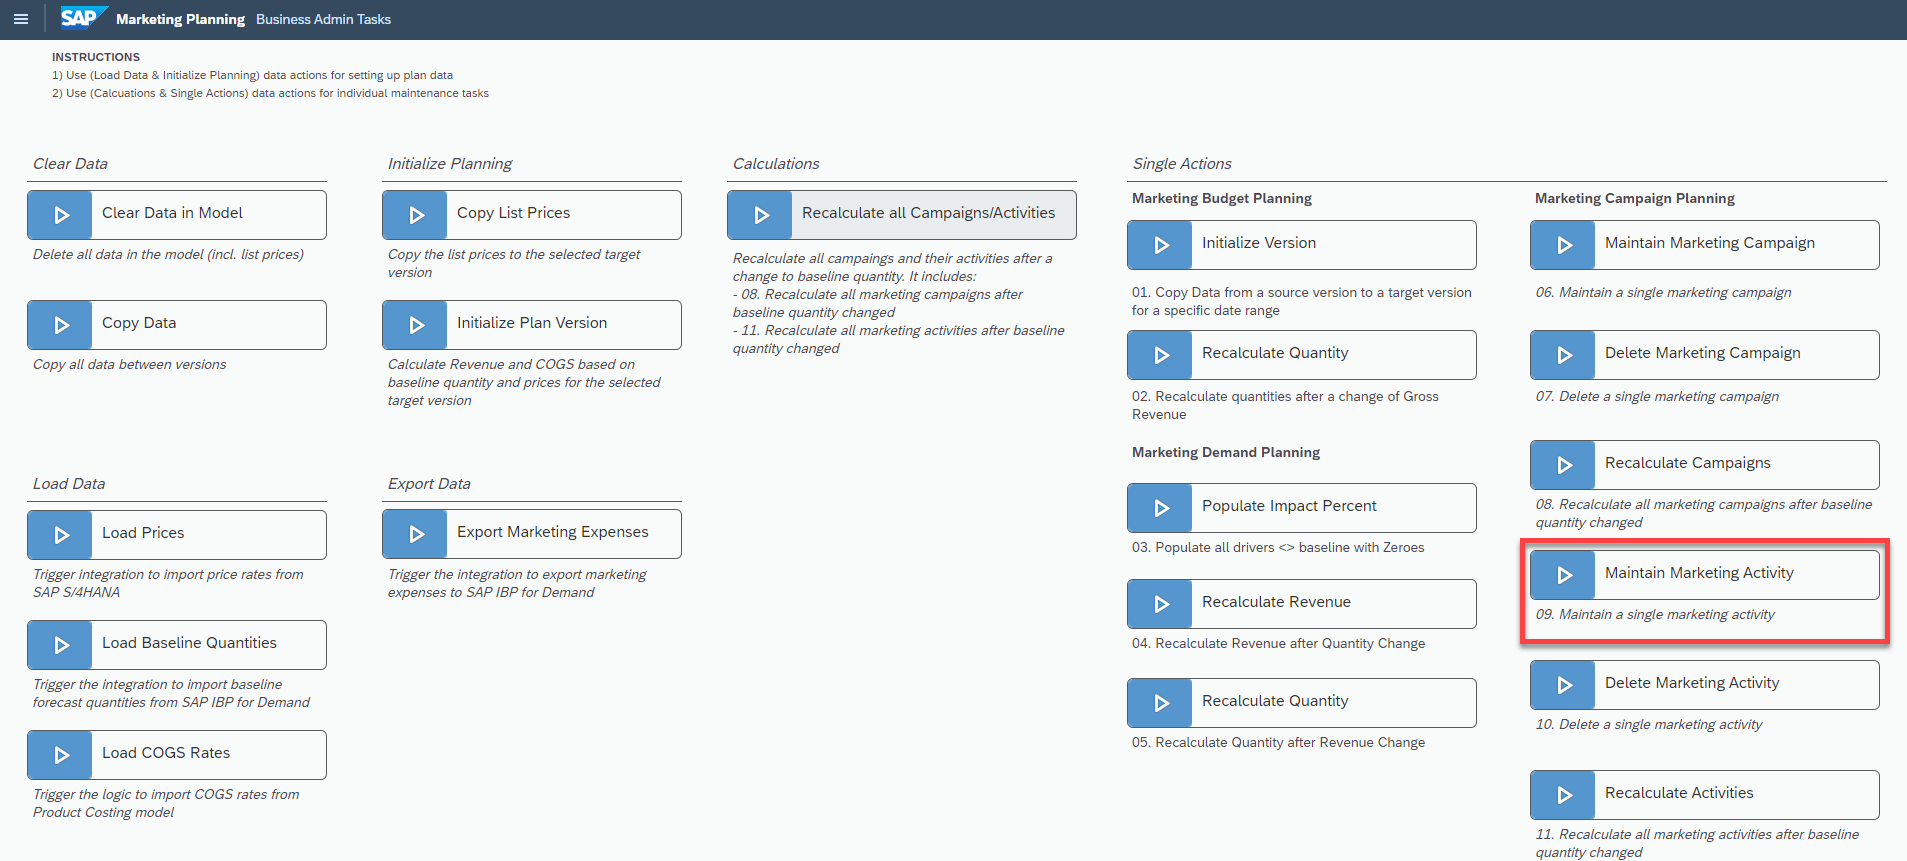 SAP Marketing Planning Business Admin Tasks
INSTRUCTIONS
1) Use (Load Data & Initialize Planning) data actions for setting up plan data
2) Use (Calcuations & Single Actions) data actions for individual maintenance tasks
Clear Data
Clear Data in Model
Delete all data in the model (incl. list prices)
Copy Data
Copy all data between versions
Initialize Planning
Copy List Prices
Copy the list prices to the selected target
version
Initialize Plan Version
Calculate Revenue and COGS based on
baseline quantity and prices for the selected
target version
Calculations
Recalculate all Campaigns/Activities
Recalculate all campaings and their activities after a
change to baseline quantity. It includes:
- 08. Recalculate all marketing campaigns after
baseline quantity changed
- 11. Recalculate all marketing activities after baseline
quantity changed
Load Data
Load Prices
Trigger integration to import price rates from
SAP S/4HANA
Load Baseline Quantities
Trigger the integration to import baseline
forecast quantities from SAP IBP for Demand
Load COGS Rates
Trigger the logic to import COGS rates from
Product Costing model
Export Data
Export Marketing Expenses
Trigger the integration to export marketing
expenses to SAP IBP for Demand
Single Actions
Marketing Budget Planning
Initialize Version
01. Copy Data from a source version to a target version
for a specific date range
Recalculate Quantity
02. Recalculate quantities after a change of Gross
Revenue
Marketing Demand Planning
Populate Impact Percent
03. Populate all drivers <> baseline with Zeroes
Recalculate Revenue
04. Recalculate Revenue after Quantity Change
Recalculate Quantity
05. Recalculate Quantity after Revenue Change
Marketing Campaign Planning
Maintain Marketing Campaign
06. Maintain a single marketing campaign
Delete Marketing Campaign
07. Delete a single marketing campaign
Recalculate Campaigns
08. Recalculate all marketing campaigns after baseline
quantity changed
Maintain Marketing Activity
09. Maintain a single marketing activity
Delete Marketing Activity
10. Delete a single marketing activity
Recalculate Activities
11. Recalculate all marketing activities after baseline
quantity changed